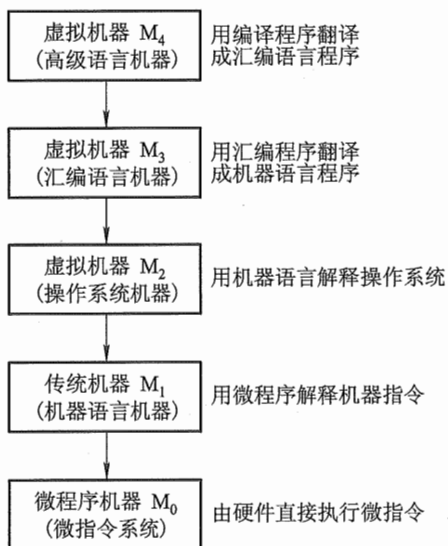 虚拟机器 M₄
(高级语言机器)
用编译程序翻译
成汇编语言程序
虚拟机器 M₃
(汇编语言机器)
用汇编程序翻译
成机器语言程序
虚拟机器 M₂
(操作系统机器)
用机器语言解释操作系统
传统机器 M₁
(机器语言机器)
用微程序解释机器指令
微程序机器 M₀
(微指令系统)
由硬件直接执行微指令